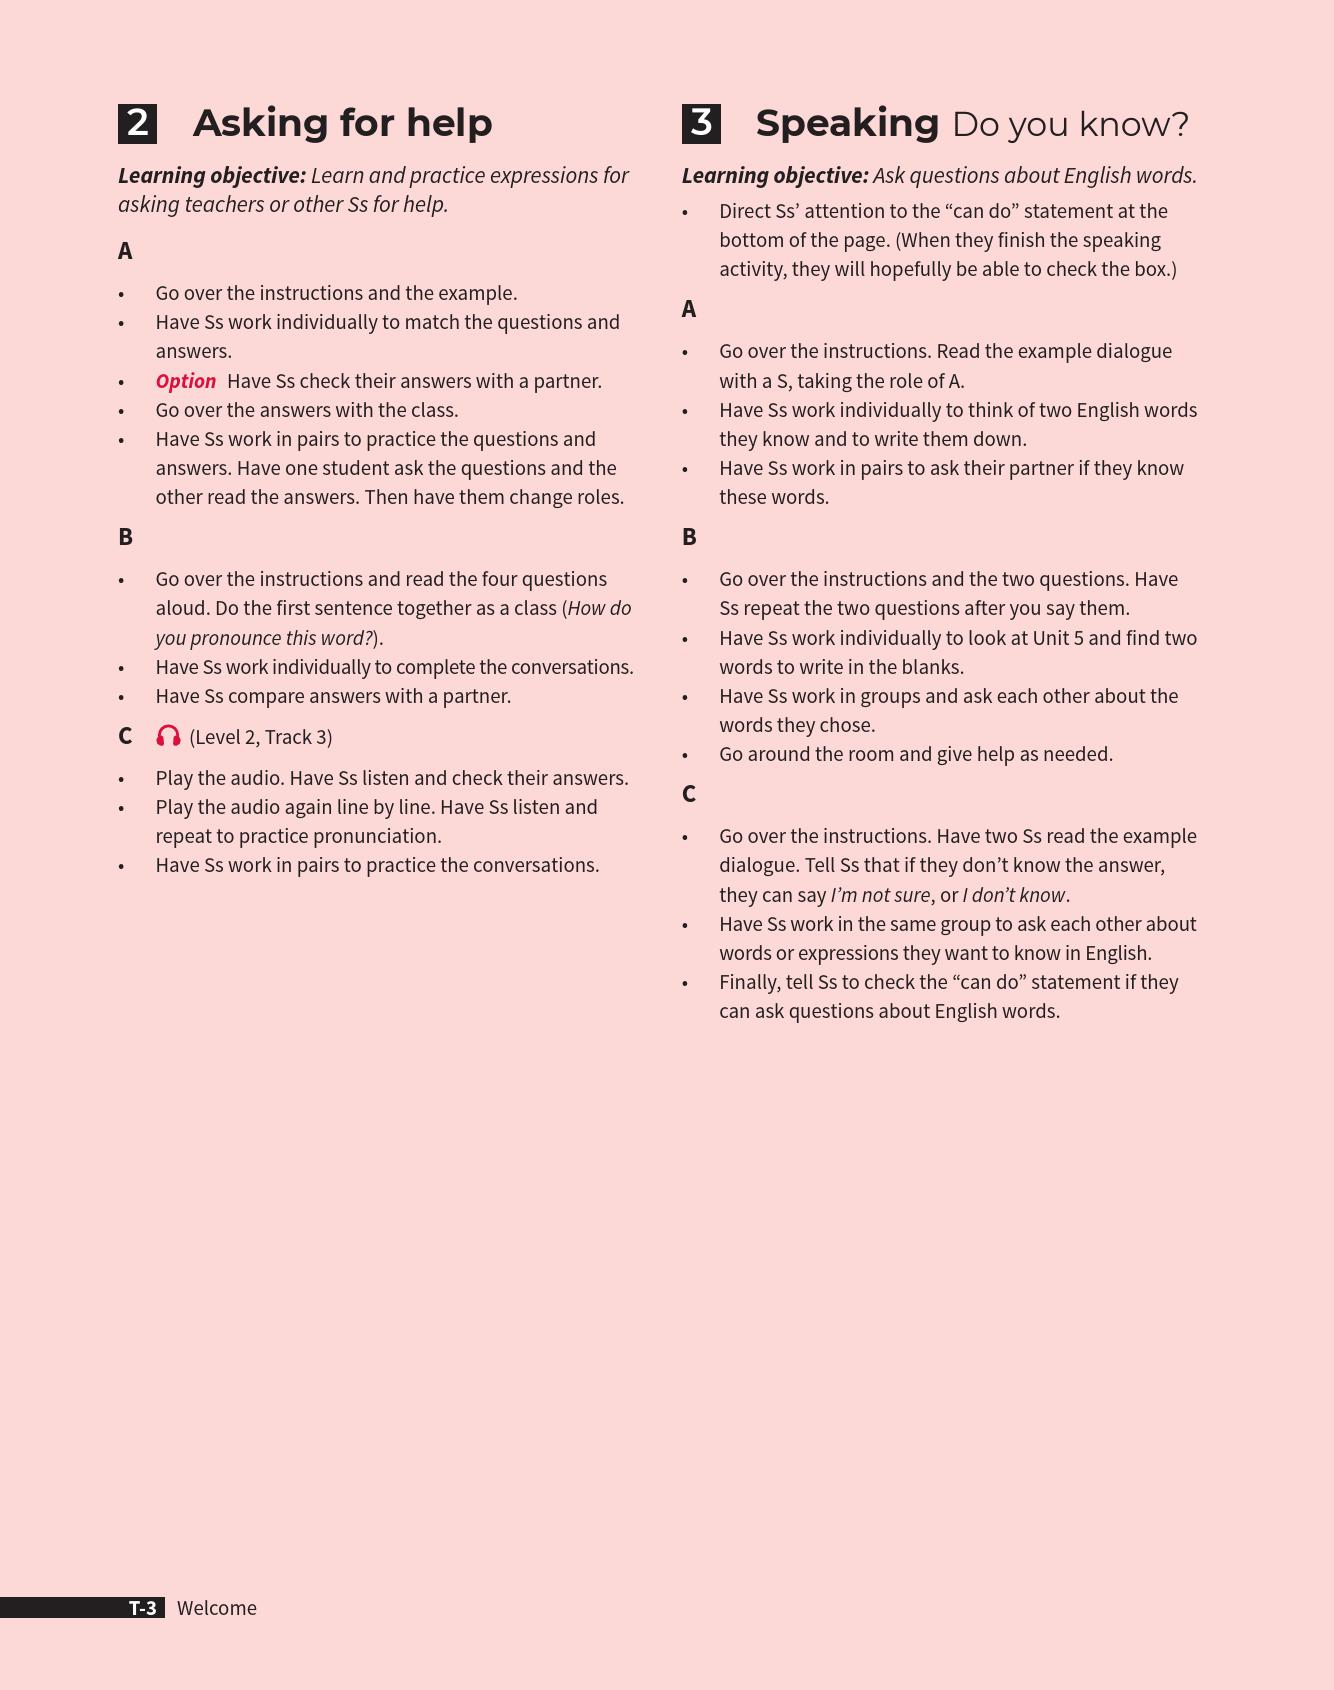 2 Asking for help
Learning objective: Learn and practice expressions for
asking teachers or other Ss for help.
A
• Go over the instructions and the example.
• Have Ss work individually to match the questions and
answers.
• Option Have Ss check their answers with a partner.
• Go over the answers with the class.
• Have Ss work in pairs to practice the questions and
answers. Have one student ask the questions and the
other read the answers. Then have them change roles.
B
• Go over the instructions and read the four questions
aloud. Do the first sentence together as a class (How do
you pronounce this word?).
• Have Ss work individually to complete the conversations.
• Have Ss compare answers with a partner.
C (Level 2, Track 3)
• Play the audio. Have Ss listen and check their answers.
• Play the audio again line by line. Have Ss listen and
repeat to practice pronunciation.
• Have Ss work in pairs to practice the conversations.
3 Speaking Do you know?
Learning objective: Ask questions about English words.
• Direct Ss’ attention to the “can do” statement at the
bottom of the page. (When they finish the speaking
activity, they will hopefully be able to check the box.)
A
• Go over the instructions. Read the example dialogue
with a S, taking the role of A.
• Have Ss work individually to think of two English words
they know and to write them down.
• Have Ss work in pairs to ask their partner if they know
these words.
B
• Go over the instructions and the two questions. Have
Ss repeat the two questions after you say them.
• Have Ss work individually to look at Unit 5 and find two
words to write in the blanks.
• Have Ss work in groups and ask each other about the
words they chose.
• Go around the room and give help as needed.
C
• Go over the instructions. Have two Ss read the example
dialogue. Tell Ss that if they don’t know the answer,
they can say I’m not sure, or I don’t know.
• Have Ss work in the same group to ask each other about
words or expressions they want to know in English.
• Finally, tell Ss to check the “can do” statement if they
can ask questions about English words.
T-3 Welcome